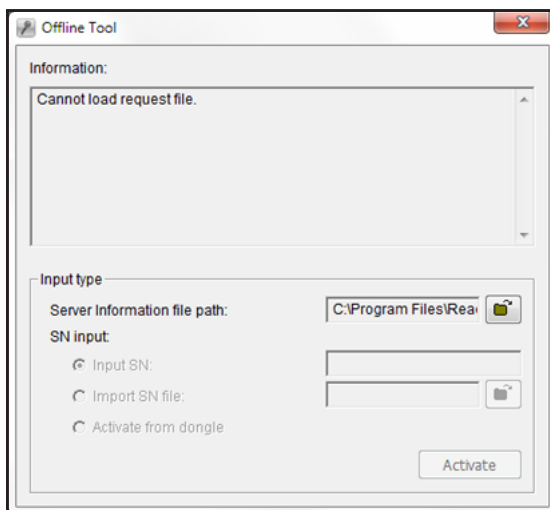 Offline Tool
Information:
Cannot load request file.
Input type
Server Information file path:
C:\Program Files\Rea
SN input:
Input SN:
Import SN file:
Activate from dongle
Activate